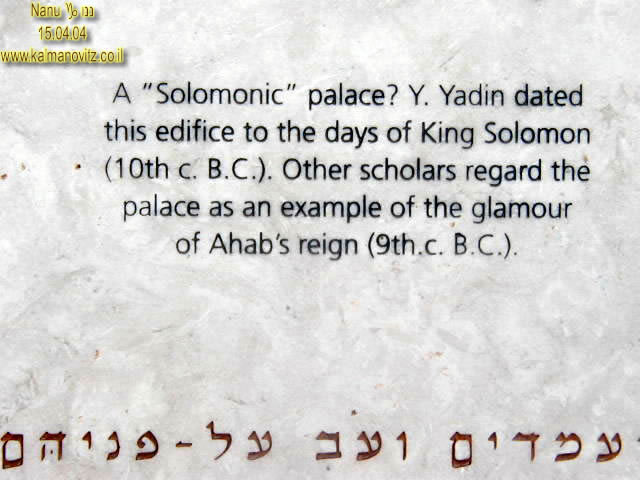 Nanu ננו
15.04.04
www.kalmanovitz.co.il
A "Solomonic" palace? Y. Yadin dated
this edifice to the days of King Solomon
(10th c. B.C.). Other scholars regard the
palace as an example of the glamour
of Ahab's reign (9th.c. B.C.).
ועמדים ועב על-פניהם